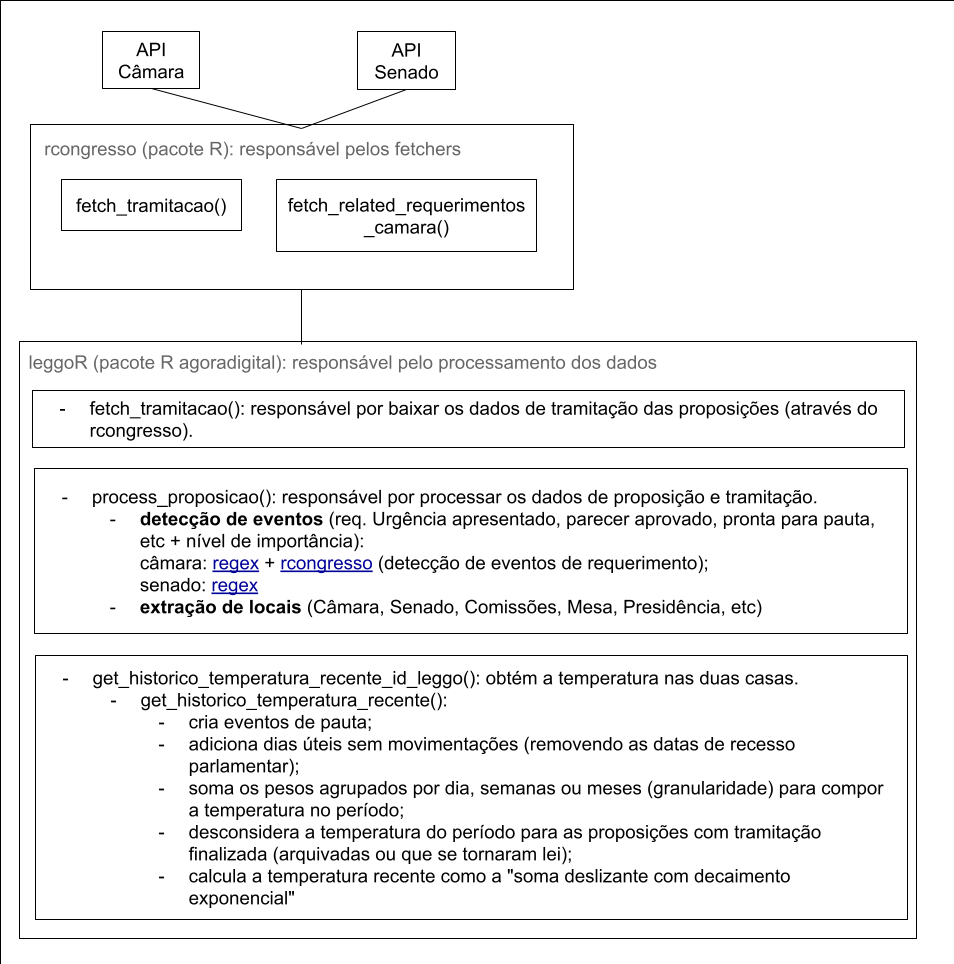 API
Câmara
API
Senado
rcongresso (pacote R): responsável pelos fetchers
fetch_tramitacao()
fetch_related_requerimentos
_camara()
leggoR (pacote R agoradigital): responsável pelo processamento dos dados
- fetch_tramitacao(): responsável por baixar os dados de tramitação das proposições (através do
rcongresso).
- process_proposicao(): responsável por processar os dados de proposição e tramitação.
- detecção de eventos (req. Urgência apresentado, parecer aprovado, pronta para pauta,
etc + nível de importância):
câmara: regex + rcongresso (detecção de eventos de requerimento);
senado: regex
- extração de locais (Câmara, Senado, Comissões, Mesa, Presidência, etc)
- get_historico_temperatura_recente_id_leggo(): obtém a temperatura nas duas casas.
- get_historico_temperatura_recente():
- cria eventos de pauta;
- adiciona dias úteis sem movimentações (removendo as datas de recesso
parlamentar);
- soma os pesos agrupados por dia, semanas ou meses (granularidade) para compor
a temperatura no período;
- desconsidera a temperatura do período para as proposições com tramitação
finalizada (arquivadas ou que se tornaram lei);
- calcula a temperatura recente como a "soma deslizante com decaimento
exponencial"